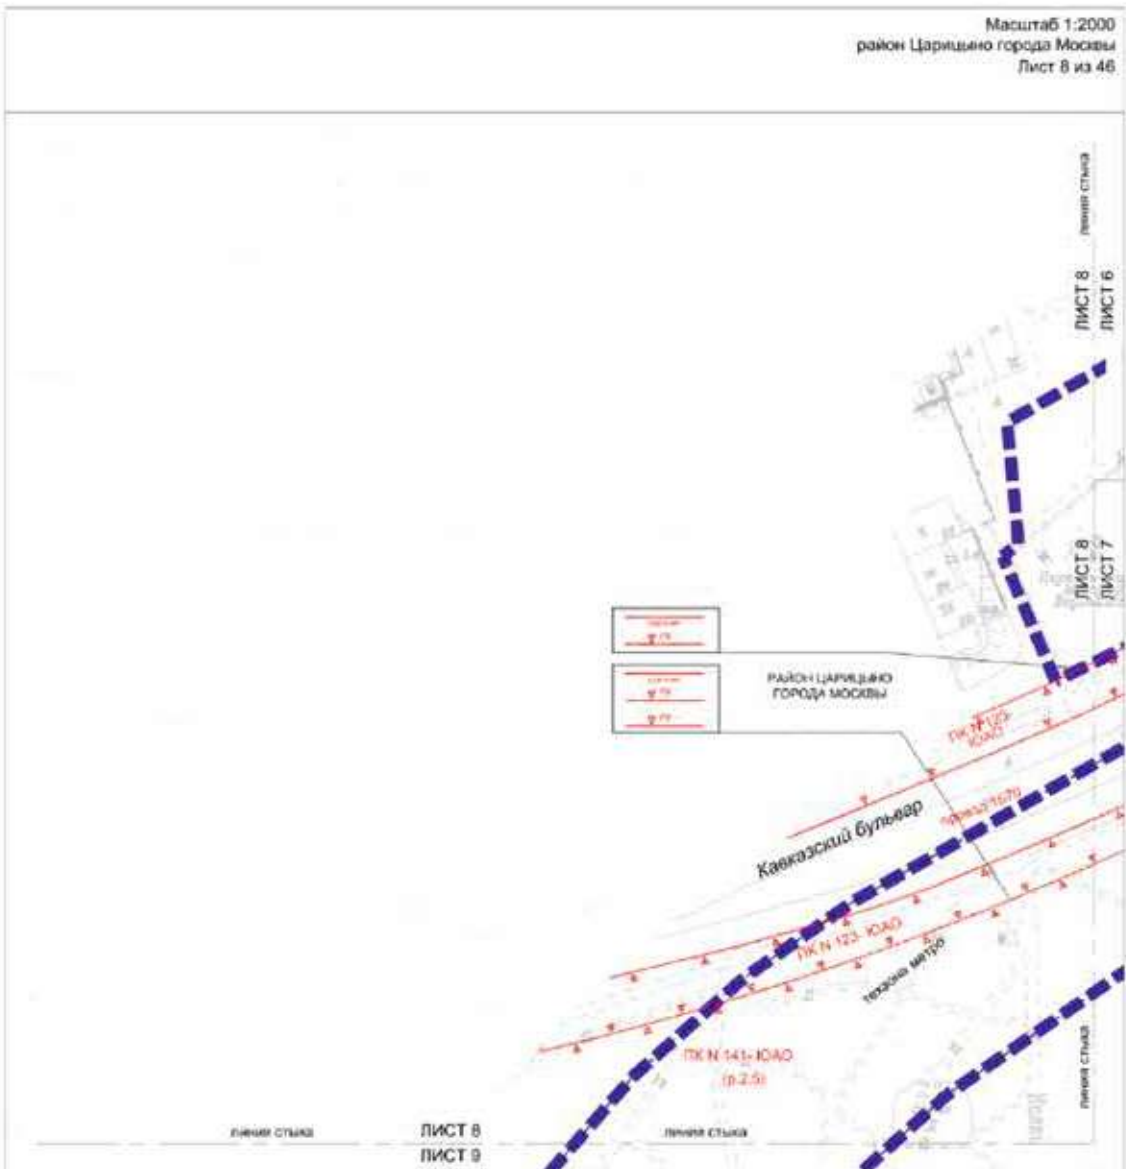 Масштаб 1:2000
район Царицыно города Москвы
Лист 8 из 46
линия стыка
ЛИСТ 8
ЛИСТ 6
ЛИСТ 8
ЛИСТ 7
РАЙОН ЦАРИЦЫНО
ГОРОДА МОСКВЫ
ПК N 123-
ЮАО
Кавказский бульвар
ПК N 123- ЮАО
техзона метро
ПК N 141- ЮАО
(р.2.5)
линия стыка
линия стыка
ЛИСТ 8
линия стыка
ЛИСТ 9